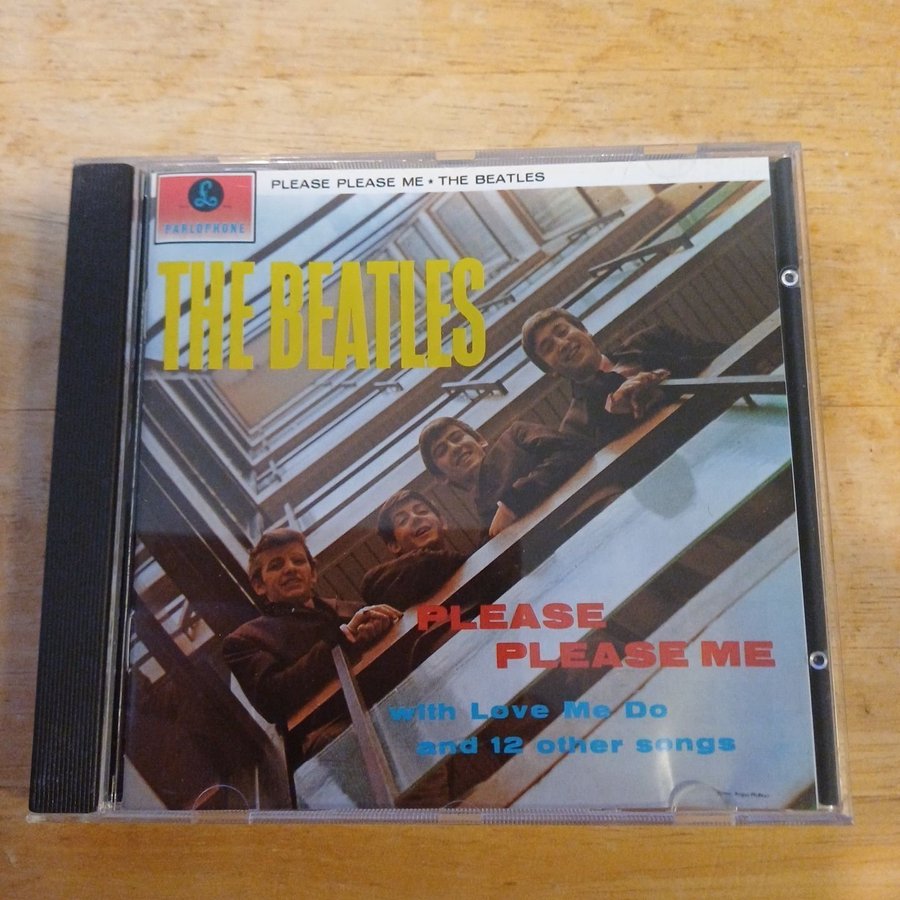 PLEASE PLEASE ME ★ THE BEATLES
£
PARLOPHONE
THE BEATLES
PLEASE
PLEASE ME
with Love Me Do
and 12 other songs